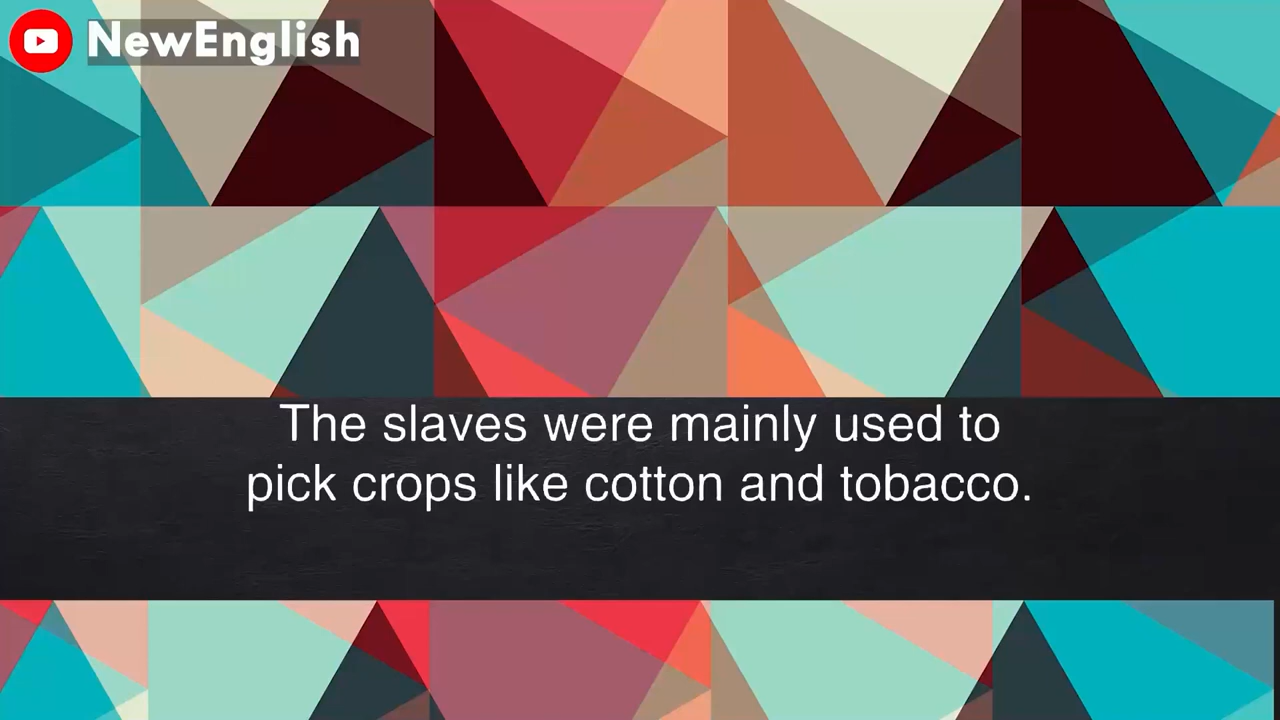 NewEnglish
The slaves were mainly used to
pick crops like cotton and tobacco.